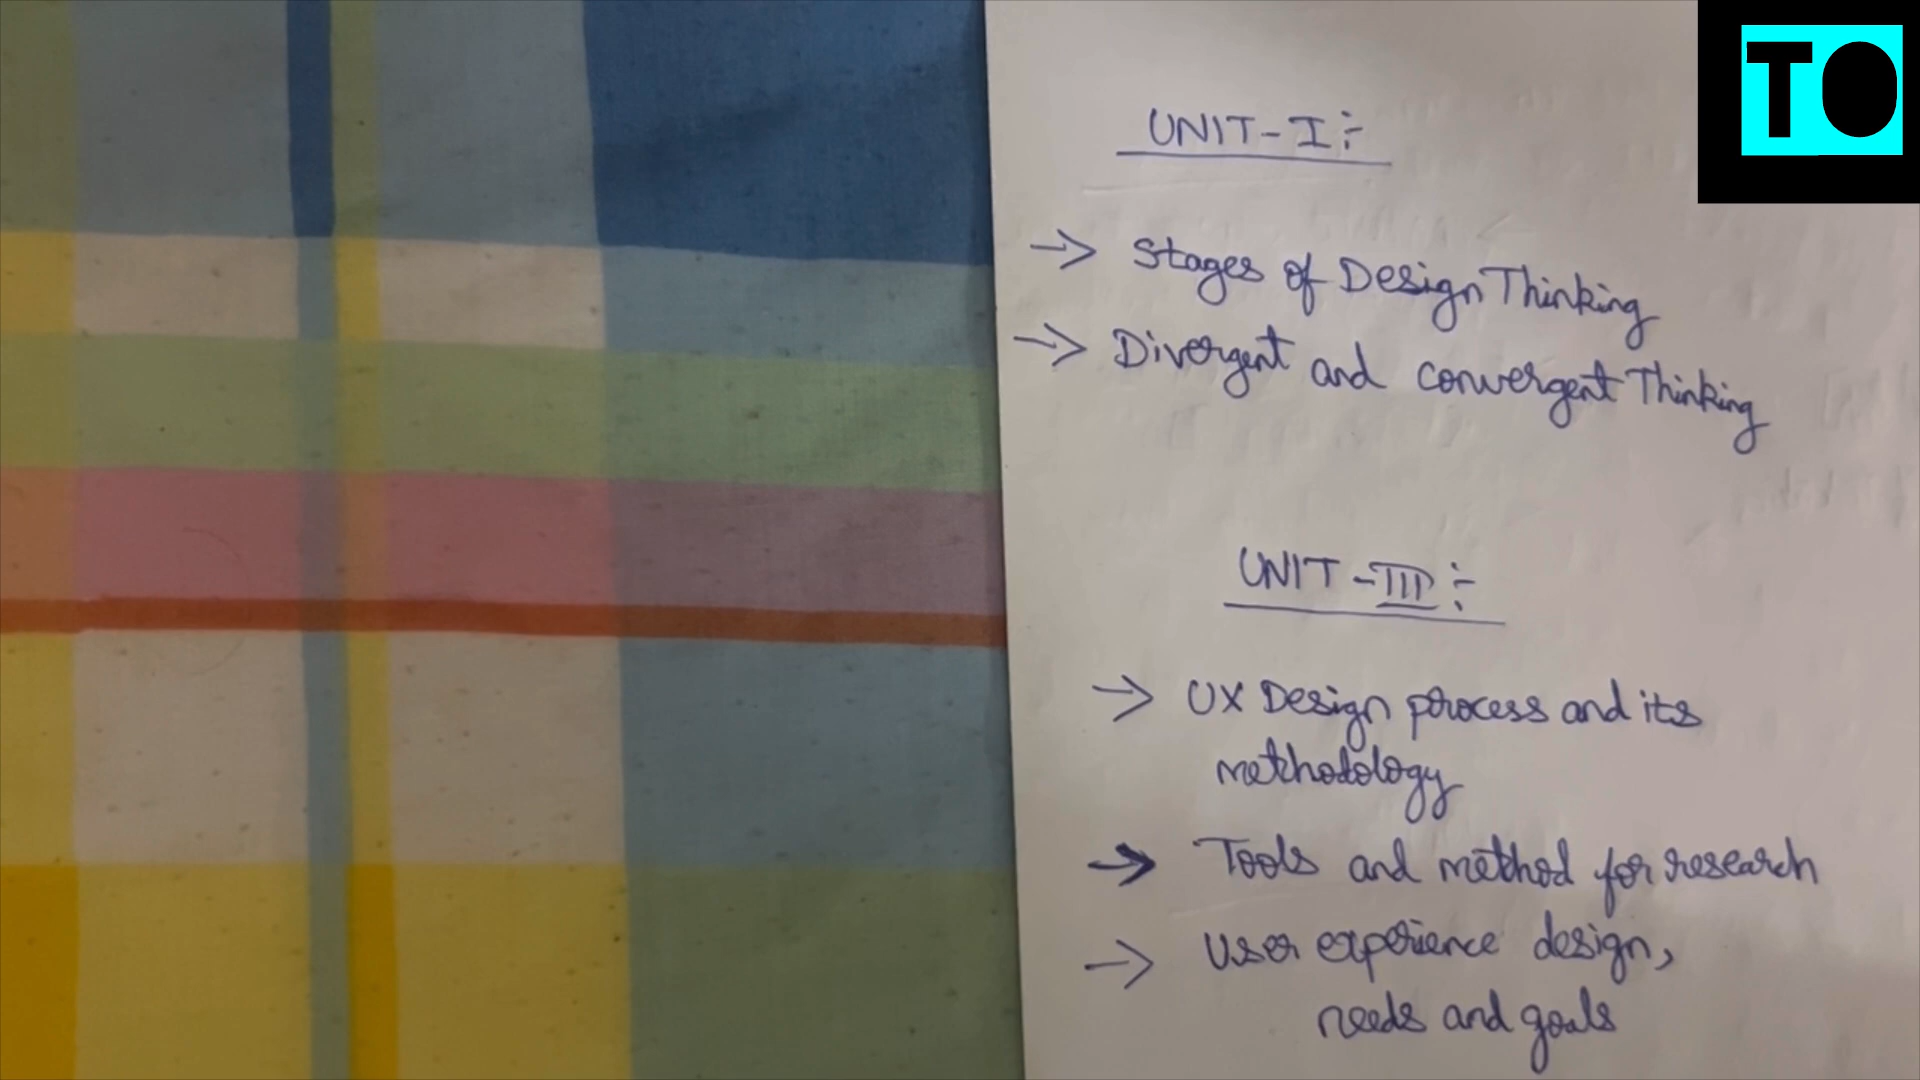 TO
UNIT-I :-
→ Stages of Design Thinking
→ Divergent and convergent Thinking
UNIT-III :-
→ UX Design process and its
methodology
→ Tools and method for research
→ User experience design,
needs and goals